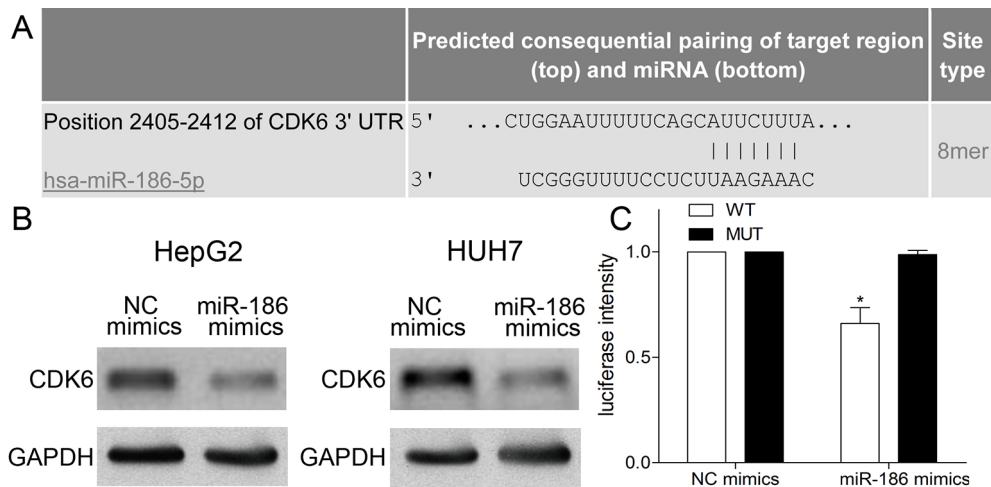 A
Predicted consequential pairing of target region
(top) and miRNA (bottom)
Site
type
Position 2405-2412 of CDK6 3' UTR 5' ...CUGGAAUUUUUCAGCAUUCUUUA...
8mer
hsa-miR-186-5p 3' UCGGGUUUUCCUCUUAAGAAAC
B
HepG2
HUH7
NC
mimics
miR-186
mimics
NC
mimics
miR-186
mimics
CDK6
CDK6
GAPDH
GAPDH
C
WT
MUT
luciferase intensity
1.0
0.5
0.0
*
NC mimics
miR-186 mimics